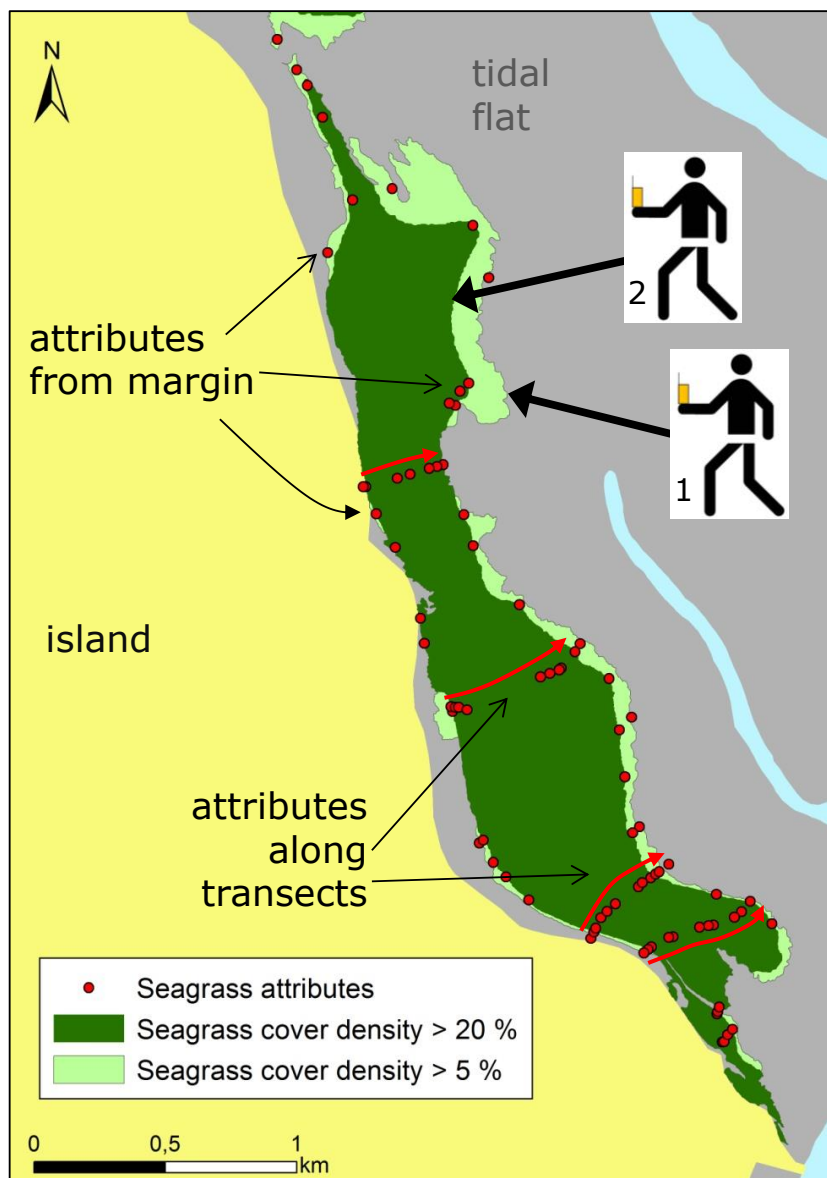 N
tidal
flat
2
attributes
from margin
1
island
attributes
along
transects
Seagrass attributes
Seagrass cover density > 20 %
Seagrass cover density > 5 %
0 0,5 1
km